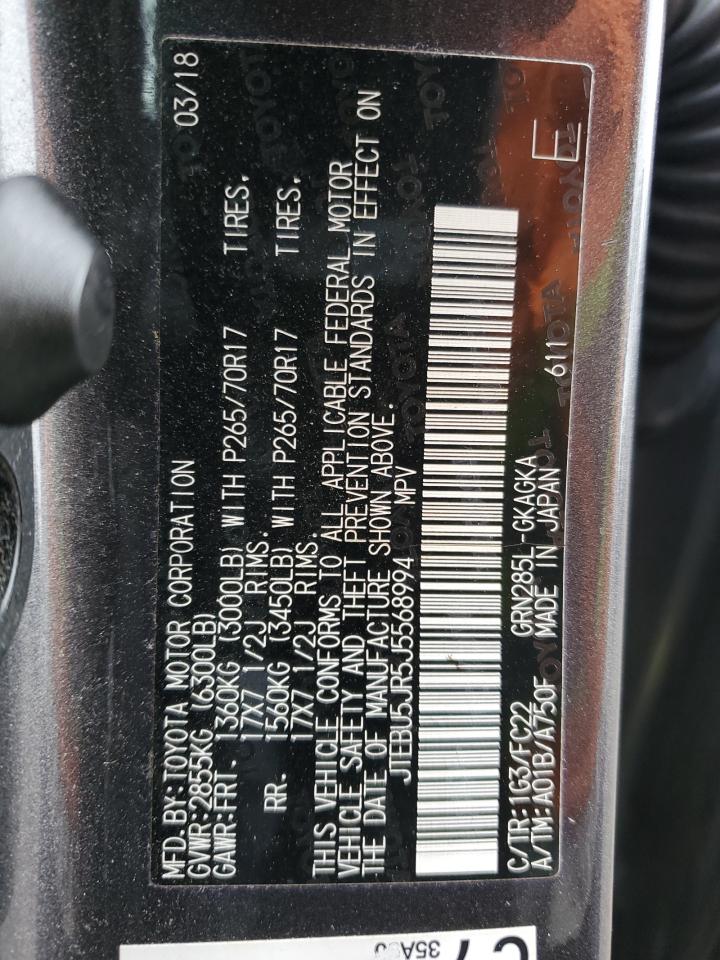 MFD. BY: TOYOTA MOTOR CORPORATION 03/18
GVWR: 2855KG (6300LB)
GAWR: FRT. 1360KG (3000LB) WITH P265/70R17 TIRES,
17X7 1/2J RIMS.
RR. 1560KG (3450LB) WITH P265/70R17 TIRES,
17X7 1/2J RIMS.
THIS VEHICLE CONFORMS TO ALL APPLICABLE FEDERAL MOTOR
VEHICLE SAFETY AND THEFT PREVENTION STANDARDS IN EFFECT ON
THE DATE OF MANUFACTURE SHOWN ABOVE.
JTEBU5JR5J5568994 MPV
C/TR: 1G3/FC22 GRN285L-GKAGKA
A/TM: A01B/A750F MADE IN JAPAN 611
E